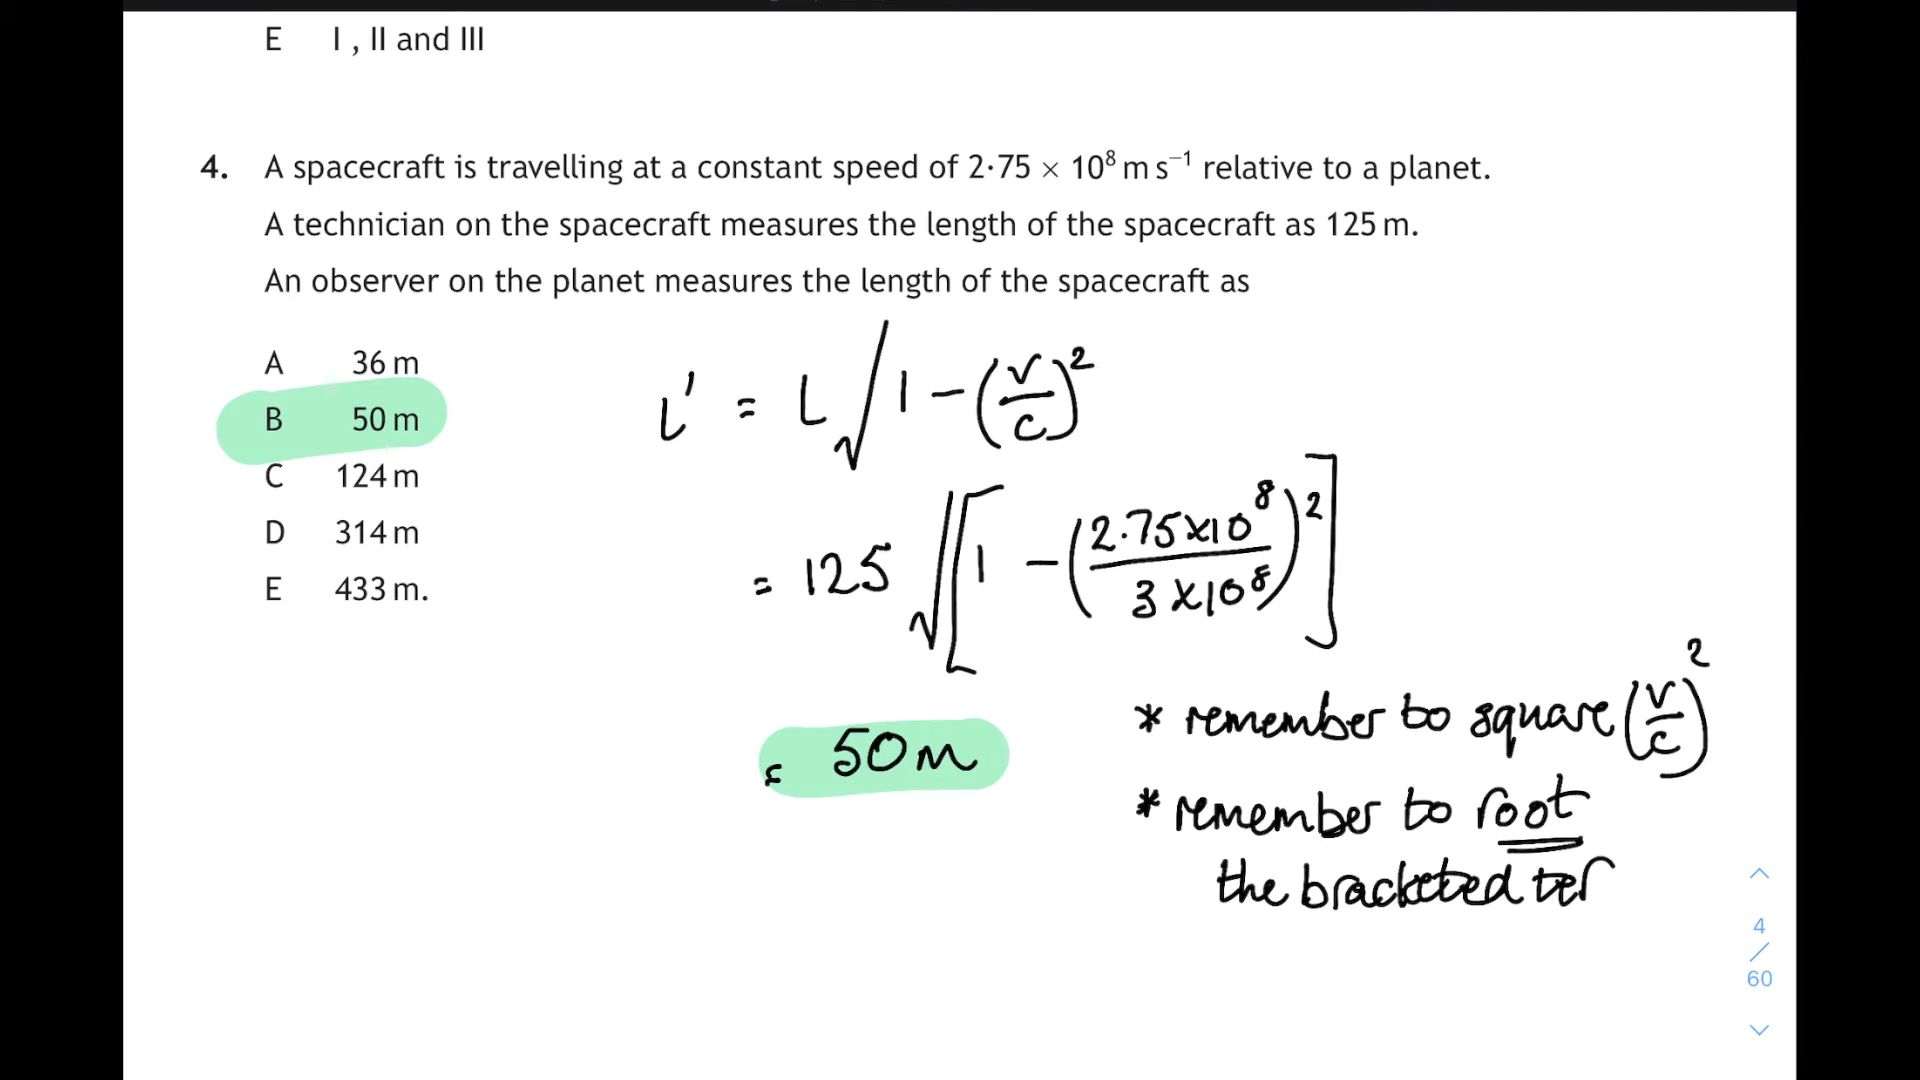 E I , II and III
4. A spacecraft is travelling at a constant speed of 2·75 × 10⁸ m s⁻¹ relative to a planet.
A technician on the spacecraft measures the length of the spacecraft as 125 m.
An observer on the planet measures the length of the spacecraft as
A 36 m
B 50 m
C 124 m
D 314 m
E 433 m.
L' = L √1 − (v/c)²
= 125 √[1 − (2.75×10⁸ / 3×10⁸)²]
= 50m
* remember to square (v/c)²
* remember to root
the bracketed ter
4
/
60